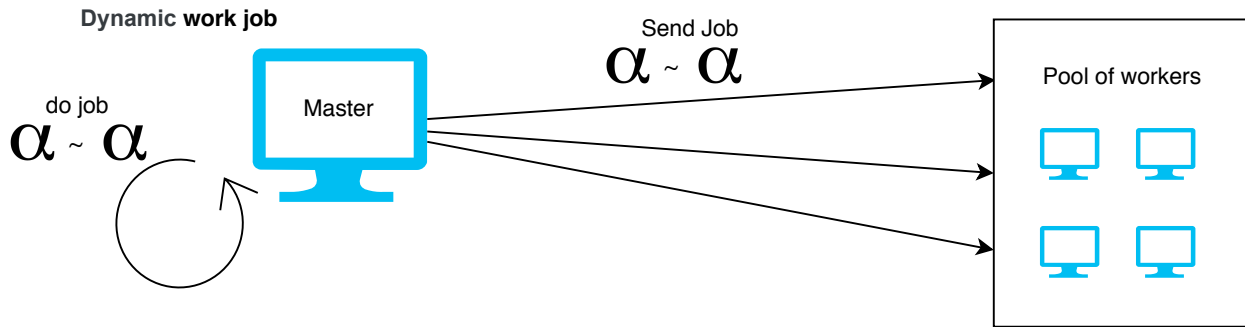 Dynamic work job
Send Job
α ~ α
Pool of workers
Master
do job
α ~ α